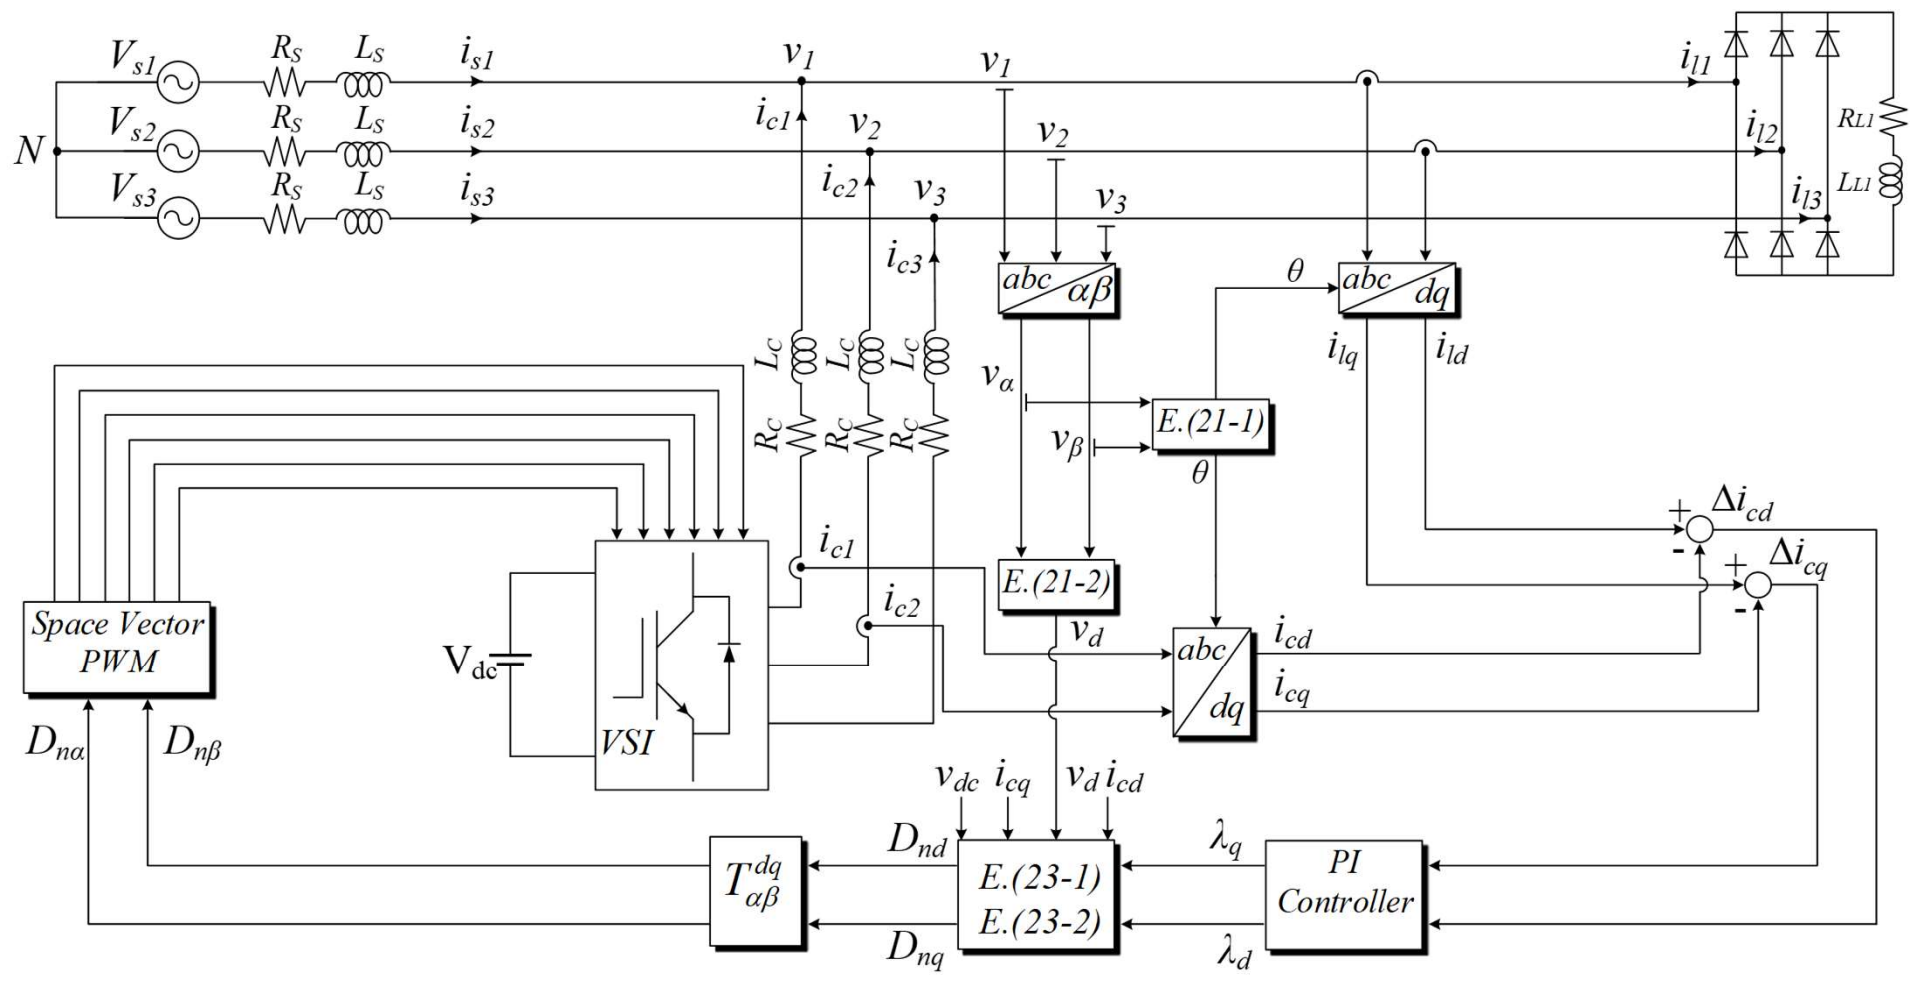 V_s1 R_S L_S i_s1 v_1 v_1 i_l1
V_s2 R_S L_S i_s2 i_c1 v_2 v_2 i_l2 R_L1
N
V_s3 R_S L_S i_s3 i_c2 v_3 v_3 i_l3 L_L1
i_c3
abc αβ θ abc dq
L_C L_C L_C i_lq i_ld
v_α
R_C R_C R_C v_β E.(21-1)
θ
+ Δi_cd
-
i_c1 + Δi_cq
-
E.(21-2)
i_c2
Space Vector
PWM
V_dc
VSI
v_d
abc
dq
i_cd
i_cq
D_nα D_nβ
v_dc i_cq v_d i_cd
D_nd λ_q
T^dq_αβ
E.(23-1)
E.(23-2)
PI
Controller
D_nq λ_d